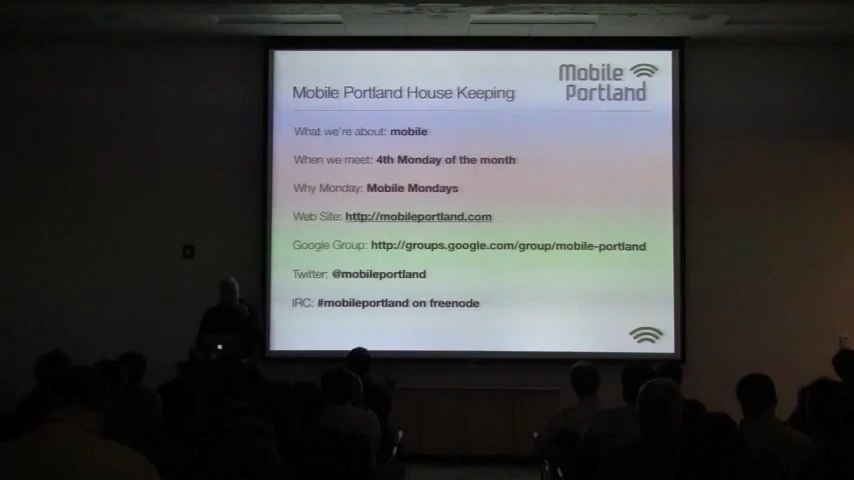 Mobile
Portland
Mobile Portland House Keeping
What we're about: mobile
When we meet: 4th Monday of the month
Why Monday: Mobile Mondays
Web Site: http://mobileportland.com
Google Group: http://groups.google.com/group/mobile-portland
Twitter: @mobileportland
IRC: #mobileportland on freenode